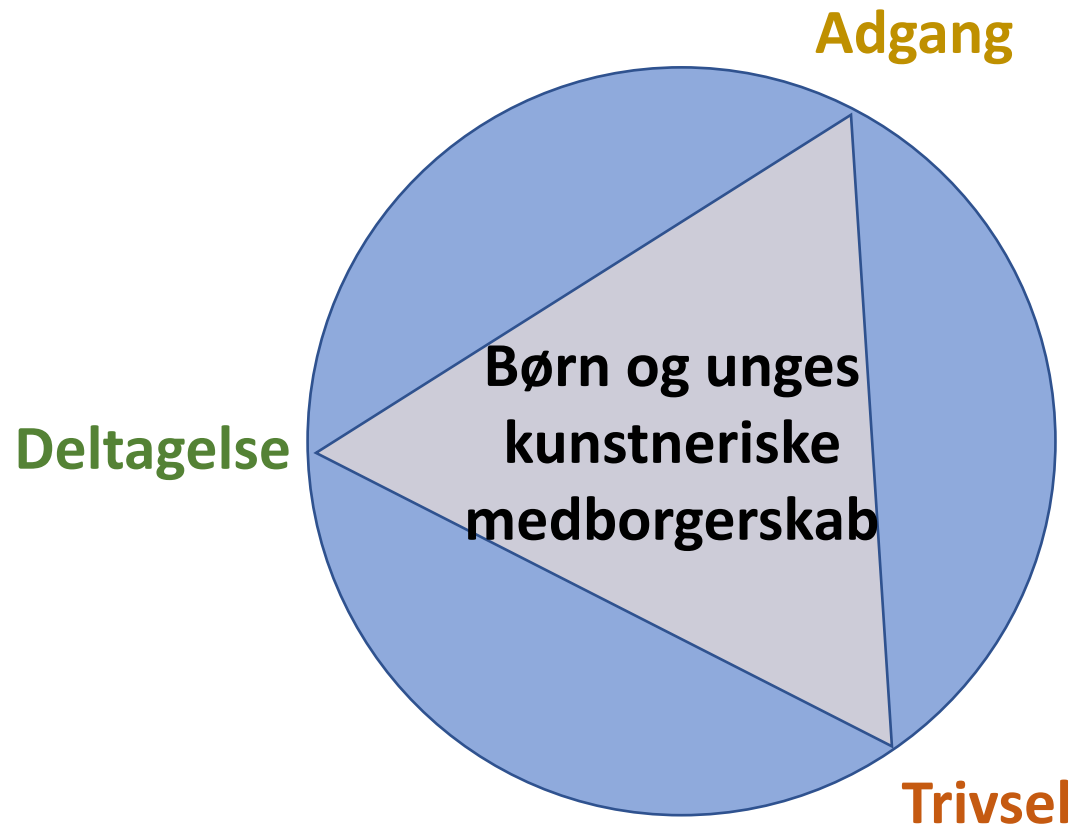 Adgang
Børn og unges
kunstneriske
medborgerskab
Deltagelse
Trivsel